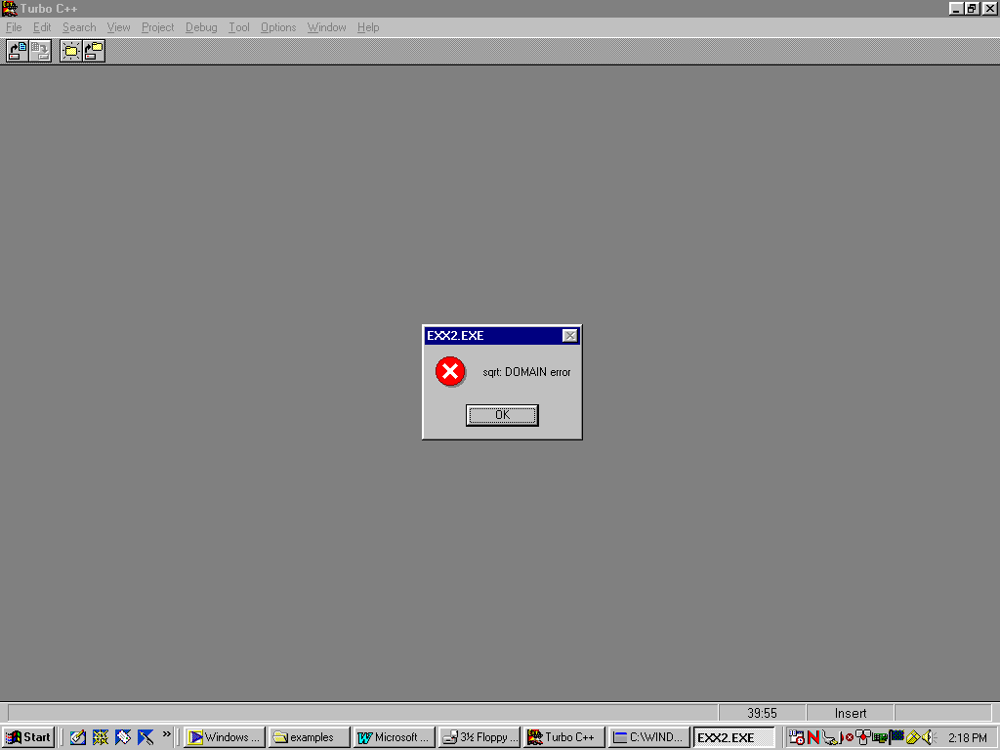 Turbo C++
File Edit Search View Project Debug Tool Options Window Help
EXX2.EXE
sqrt: DOMAIN error
OK
39:55 Insert
Start » Windows ... examples Microsoft ... 3½ Floppy ... Turbo C++ C:\WIND... EXX2.EXE N 2:18 PM